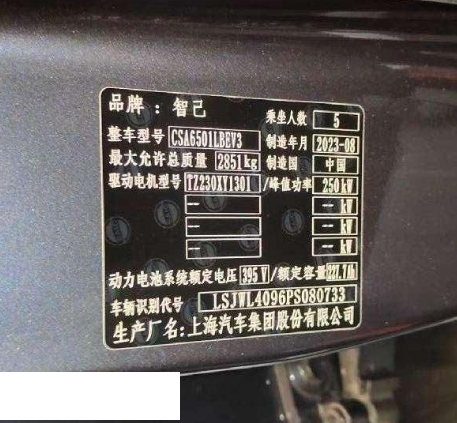 品牌：智己 乘坐人数 5
整车型号 CSA6501LBEV3 制造年月 2023-08
最大允许总质量 2851kg 制造国 中国
驱动电机型号 TZ230XY1301 /峰值功率 250kW
-- -- kW
-- -- kW
-- -- kW
动力电池系统额定电压 395 V /额定容量 227.7Ah
车辆识别代号 LSJWL4096PS080733
生产厂名:上海汽车集团股份有限公司